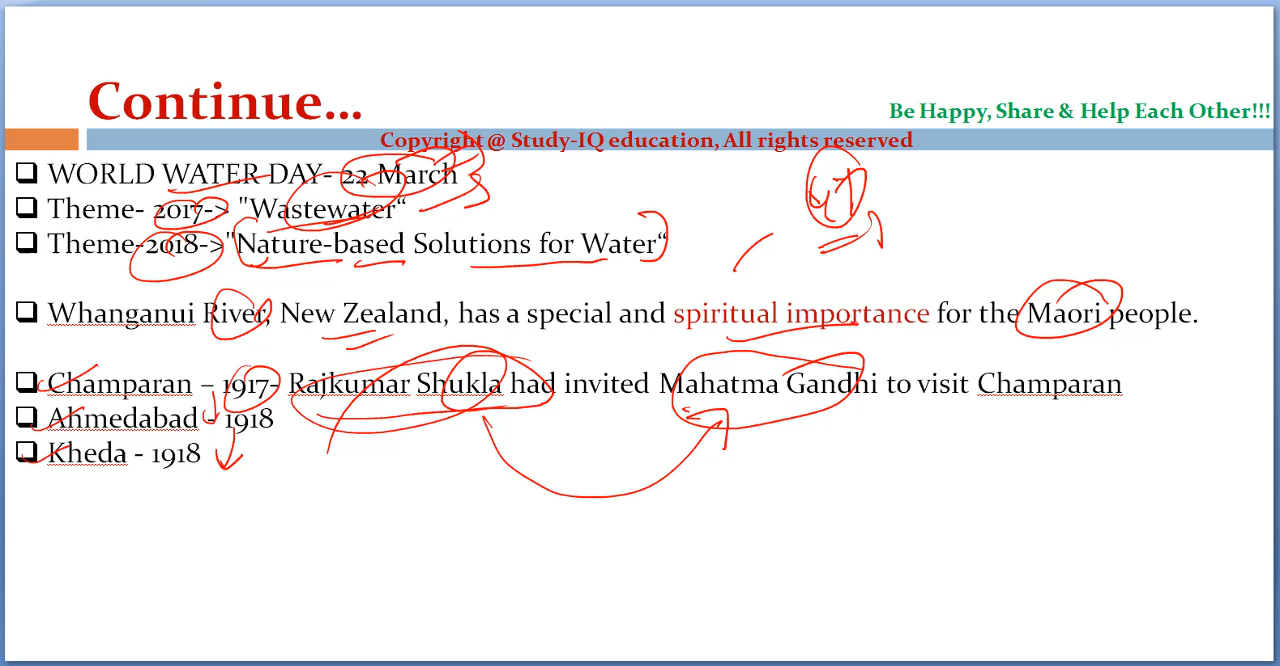 Continue...
Be Happy, Share & Help Each Other!!!
Copyright @ Study-IQ education, All rights reserved
❑ WORLD WATER DAY- 22 March
❑ Theme- 2017-> "Wastewater“
❑ Theme-2018->"Nature-based Solutions for Water“
❑ Whanganui River, New Zealand, has a special and spiritual importance for the Maori people.
❑ Champaran – 1917- Rajkumar Shukla had invited Mahatma Gandhi to visit Champaran
❑ Ahmedabad - 1918
❑ Kheda - 1918